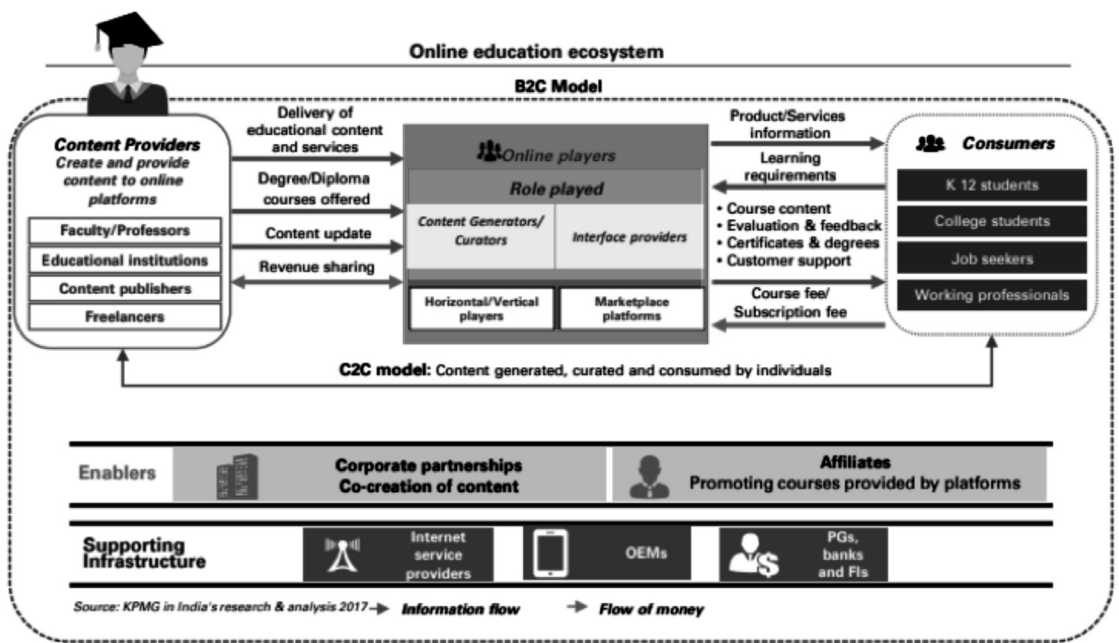 Online education ecosystem
B2C Model
Content Providers
Create and provide
content to online
platforms
Faculty/Professors
Educational institutions
Content publishers
Freelancers
Delivery of
educational content
and services
Degree/Diploma
courses offered
Content update
Revenue sharing
Online players
Role played
Content Generators/
Curators
Interface providers
Horizontal/Vertical
players
Marketplace
platforms
Product/Services
information
Learning
requirements
• Course content
• Evaluation & feedback
• Certificates & degrees
• Customer support
Course fee/
Subscription fee
Consumers
K 12 students
College students
Job seekers
Working professionals
C2C model: Content generated, curated and consumed by individuals
Enablers
Corporate partnerships
Co-creation of content
Affiliates
Promoting courses provided by platforms
Supporting
Infrastructure
Internet
service
providers
OEMs
PGs,
banks
and FIs
Source: KPMG in India's research & analysis 2017
Information flow
Flow of money